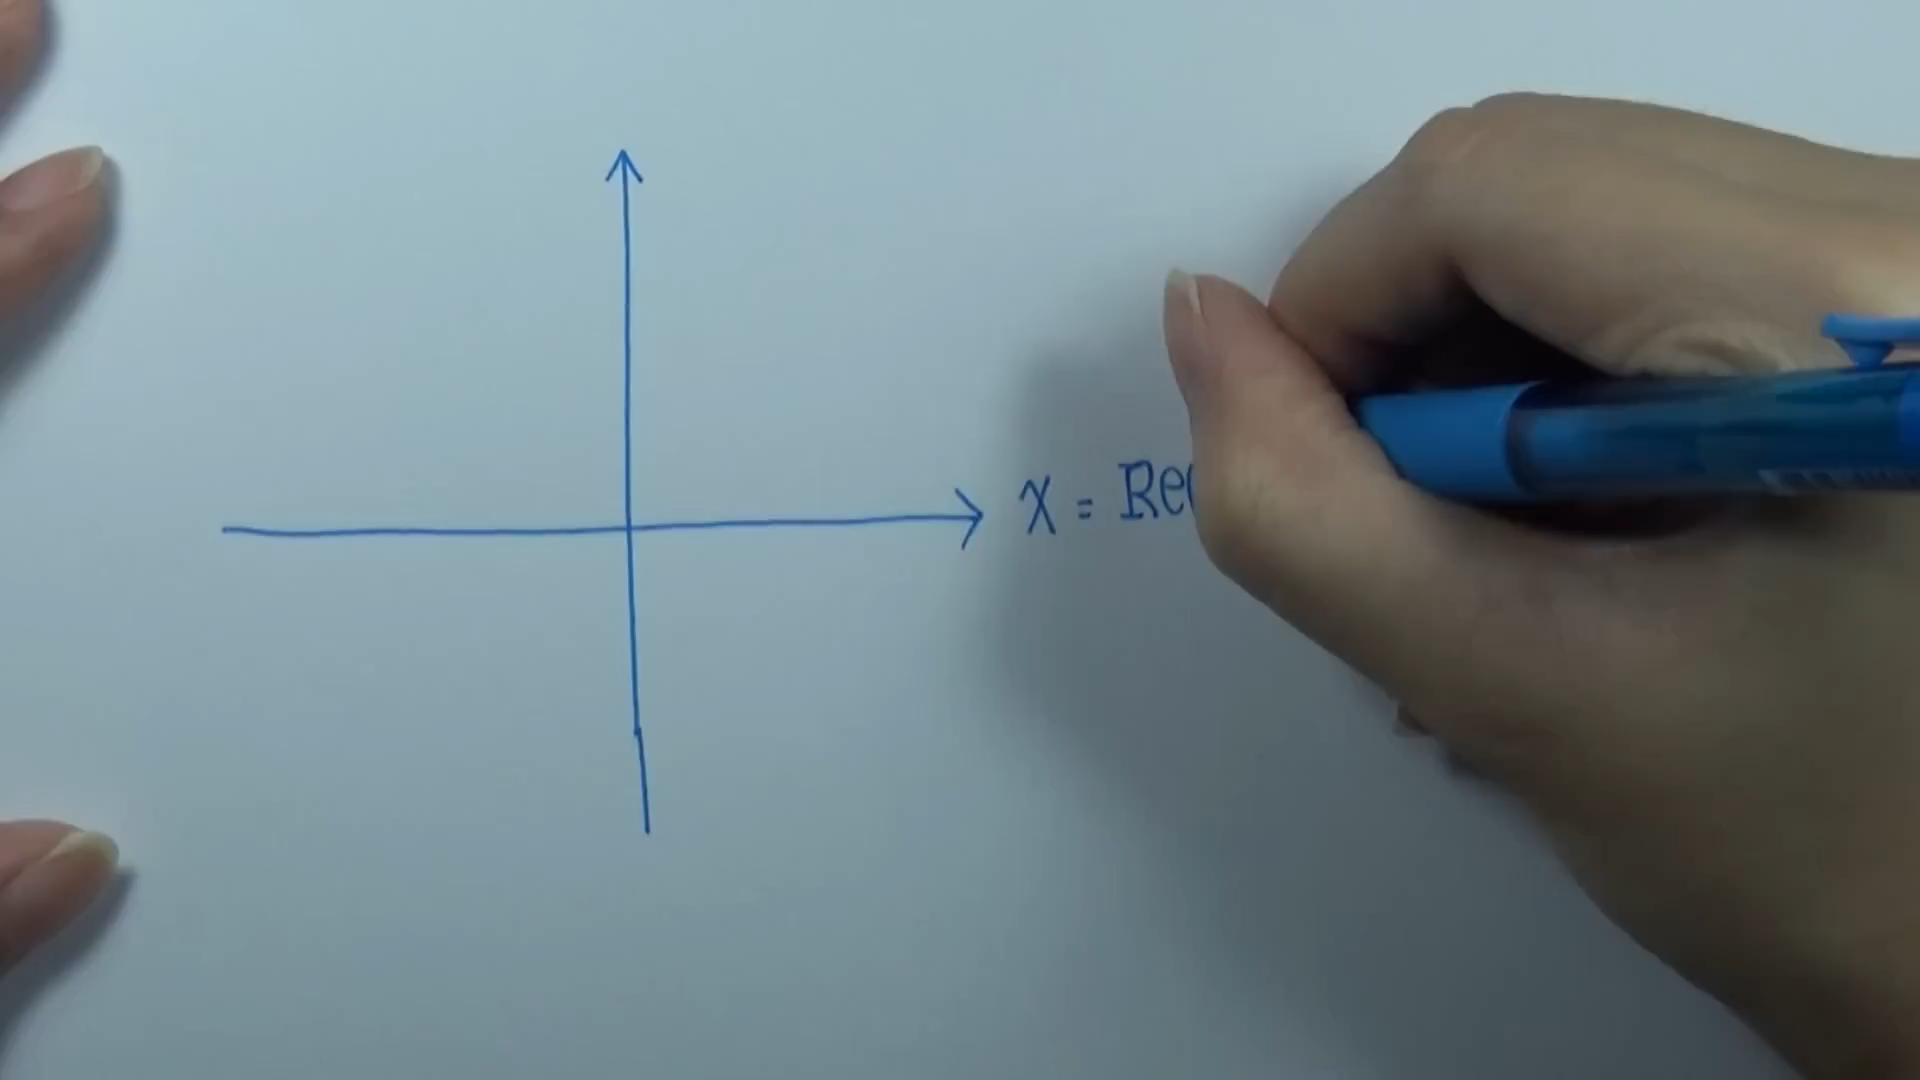 x = Re(